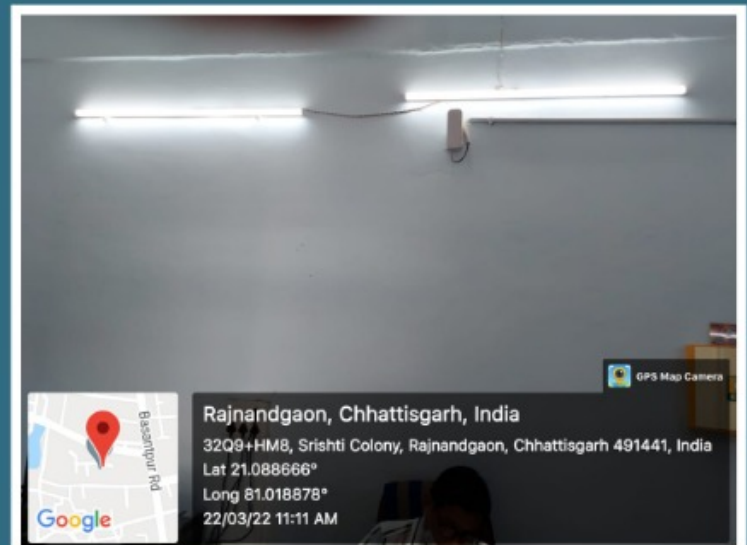 GPS Map Camera
Basantpur Rd
Google
Rajnandgaon, Chhattisgarh, India
32Q9+HM8, Srishti Colony, Rajnandgaon, Chhattisgarh 491441, India
Lat 21.088666°
Long 81.018878°
22/03/22 11:11 AM